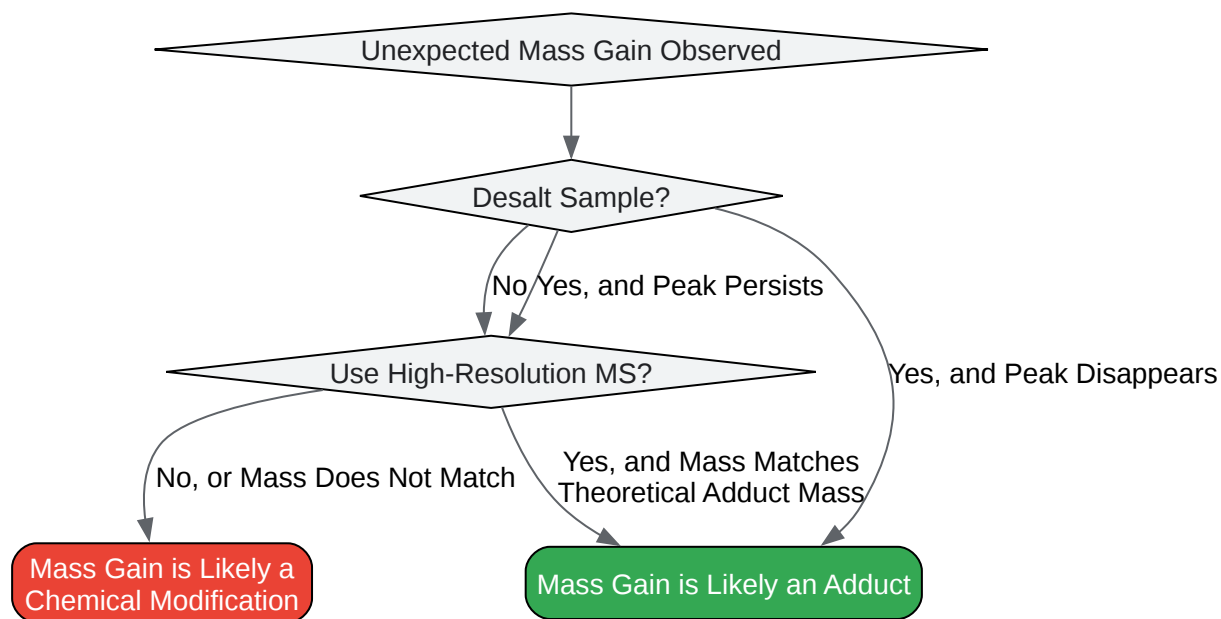 Unexpected Mass Gain Observed
Desalt Sample?
No
Yes, and Peak Persists
Use High-Resolution MS?
Yes, and Peak Disappears
No, or Mass Does Not Match
Yes, and Mass Matches
Theoretical Adduct Mass
Mass Gain is Likely a
Chemical Modification
Mass Gain is Likely an Adduct